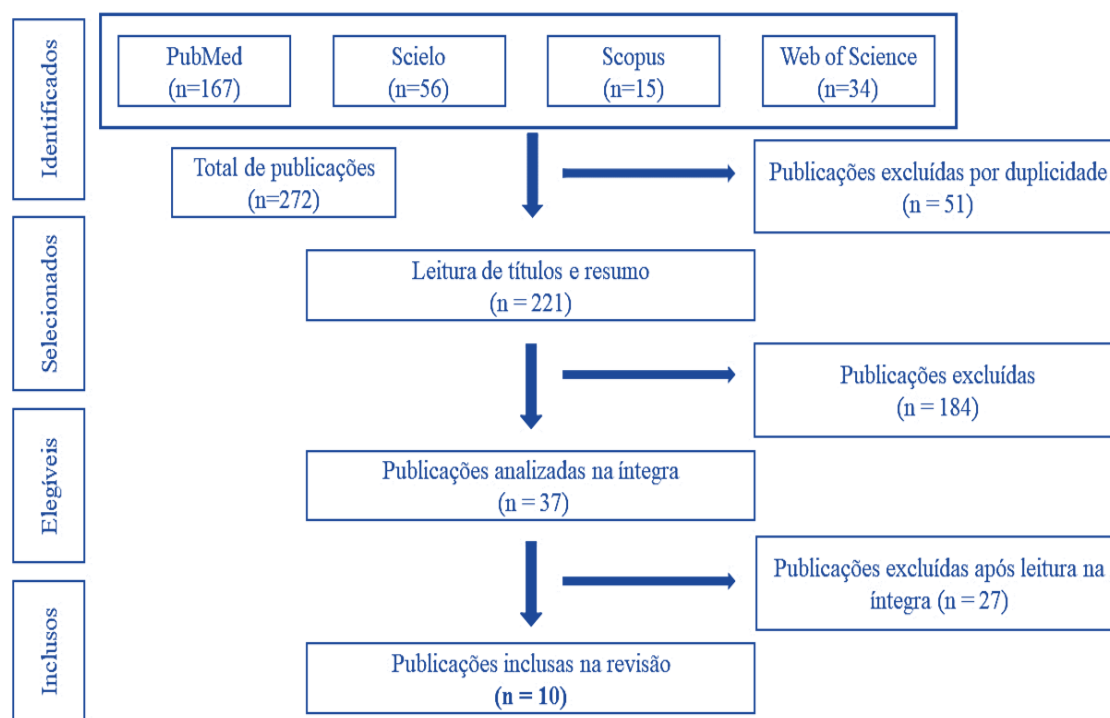 Identificados
PubMed
(n=167)
Scielo
(n=56)
Scopus
(n=15)
Web of Science
(n=34)
Total de publicações
(n=272)
Publicações excluídas por duplicidade
(n = 51)
Selecionados
Leitura de títulos e resumo
(n = 221)
Publicações excluídas
(n = 184)
Elegíveis
Publicações analizadas na íntegra
(n = 37)
Publicações excluídas após leitura na
íntegra (n = 27)
Inclusos
Publicações inclusas na revisão
(n = 10)